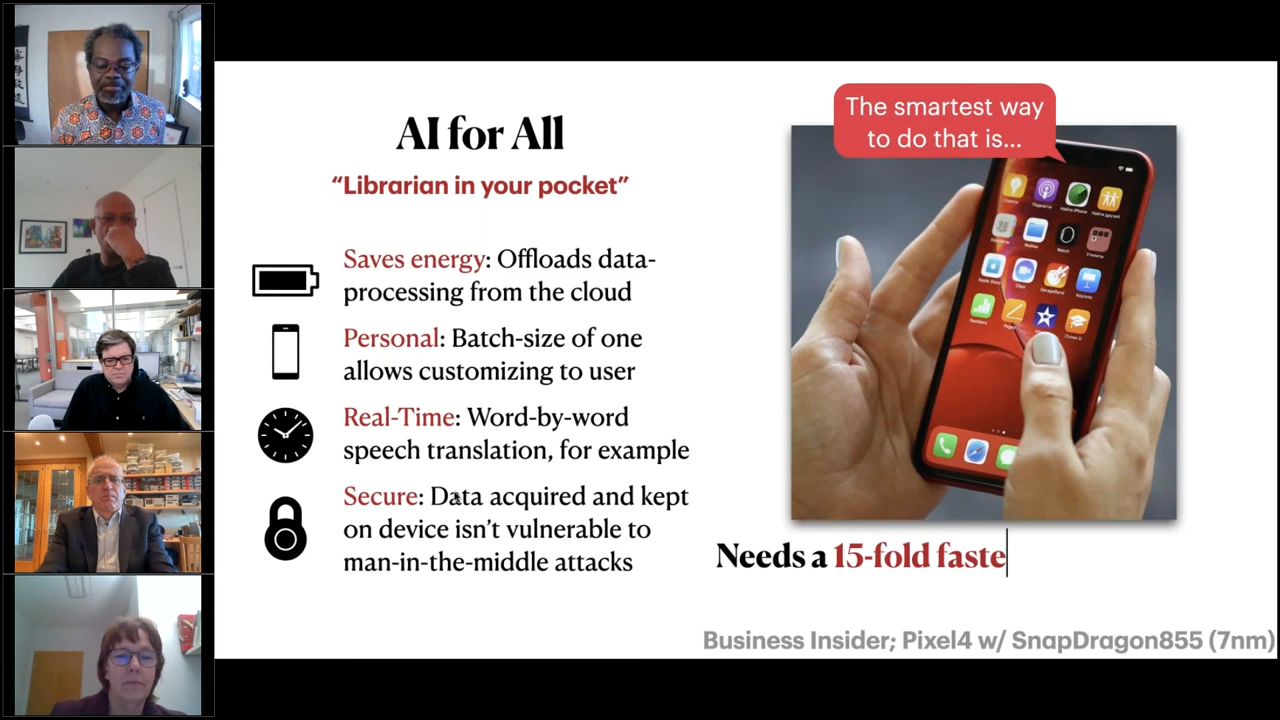 AI for All
“Librarian in your pocket”
Saves energy: Offloads data-
processing from the cloud
Personal: Batch-size of one
allows customizing to user
Real-Time: Word-by-word
speech translation, for example
Secure: Data acquired and kept
on device isn’t vulnerable to
man-in-the-middle attacks
The smartest way
to do that is...
Needs a 15-fold faste
Business Insider; Pixel4 w/ SnapDragon855 (7nm)